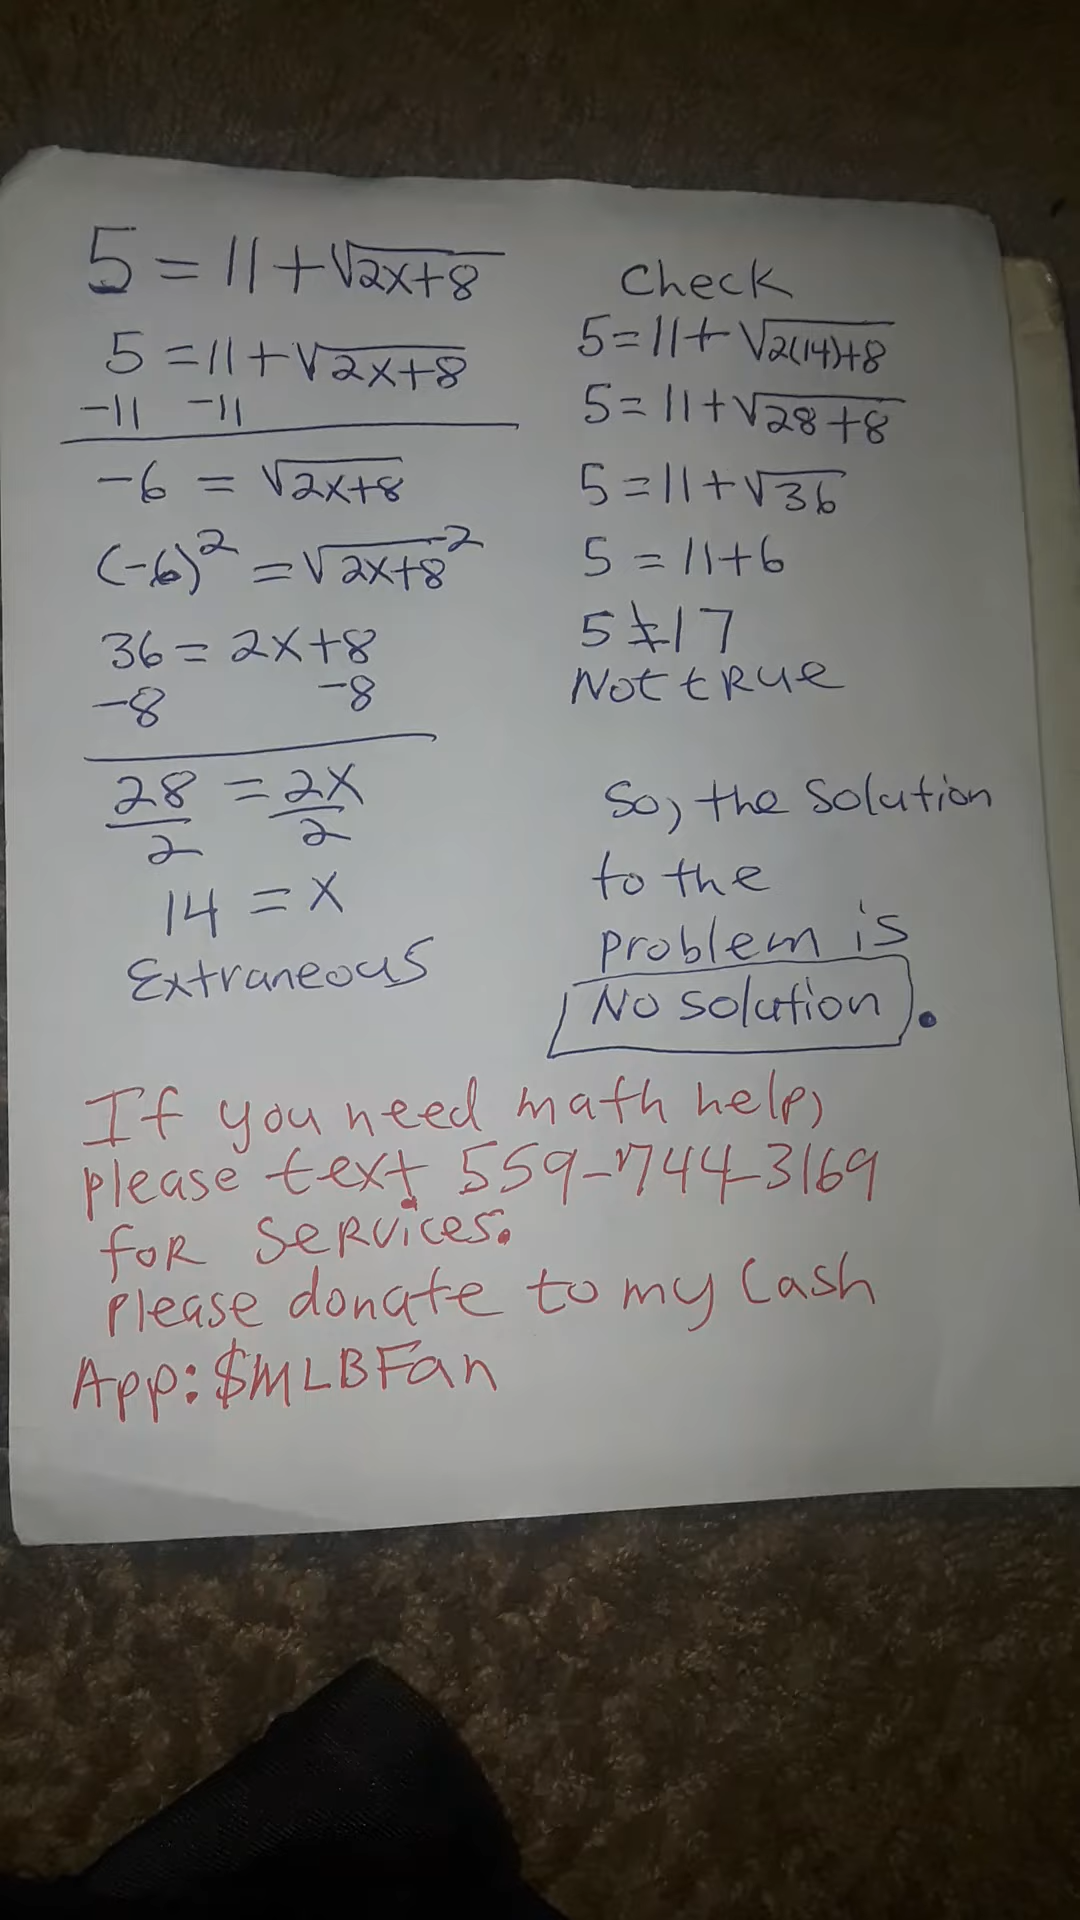 5 = 11 + √2x+8
5 = 11 + √2x+8
-11 -11
-6 = √2x+8
(-6)² = √2x+8²
36 = 2x+8
-8 -8
28 = 2x
2 2
14 = x
Extraneous
Check
5 = 11 + √2(14)+8
5 = 11 + √28+8
5 = 11 + √36
5 = 11+6
5 ≠ 17
Not tRue
So, the solution
to the
problem is
No solution.
If you need math help,
please text 559-744-3169
foR seRvices.
please donate to my Cash
App: $MLBFan